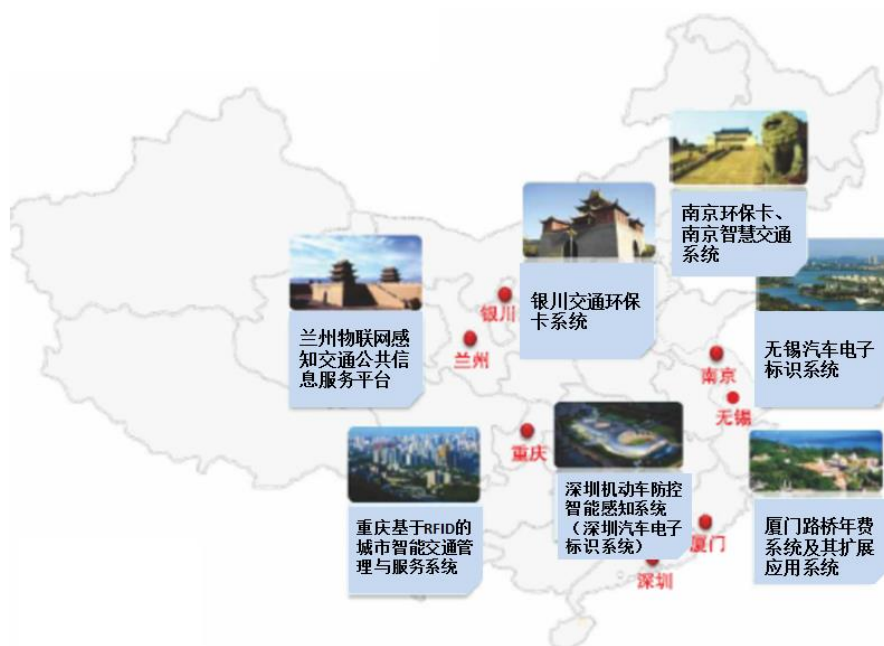 南京环保卡、
南京智慧交通
系统
银川交通环保
卡系统
银川
兰州物联网感
知交通公共信
息服务平台
兰州
南京
无锡汽车电子
标识系统
无锡
重庆
重庆基于RFID的
城市智能交通管
理与服务系统
深圳机动车防控
智能感知系统
（深圳汽车电子
标识系统）
厦门
深圳
厦门路桥年费
系统及其扩展
应用系统